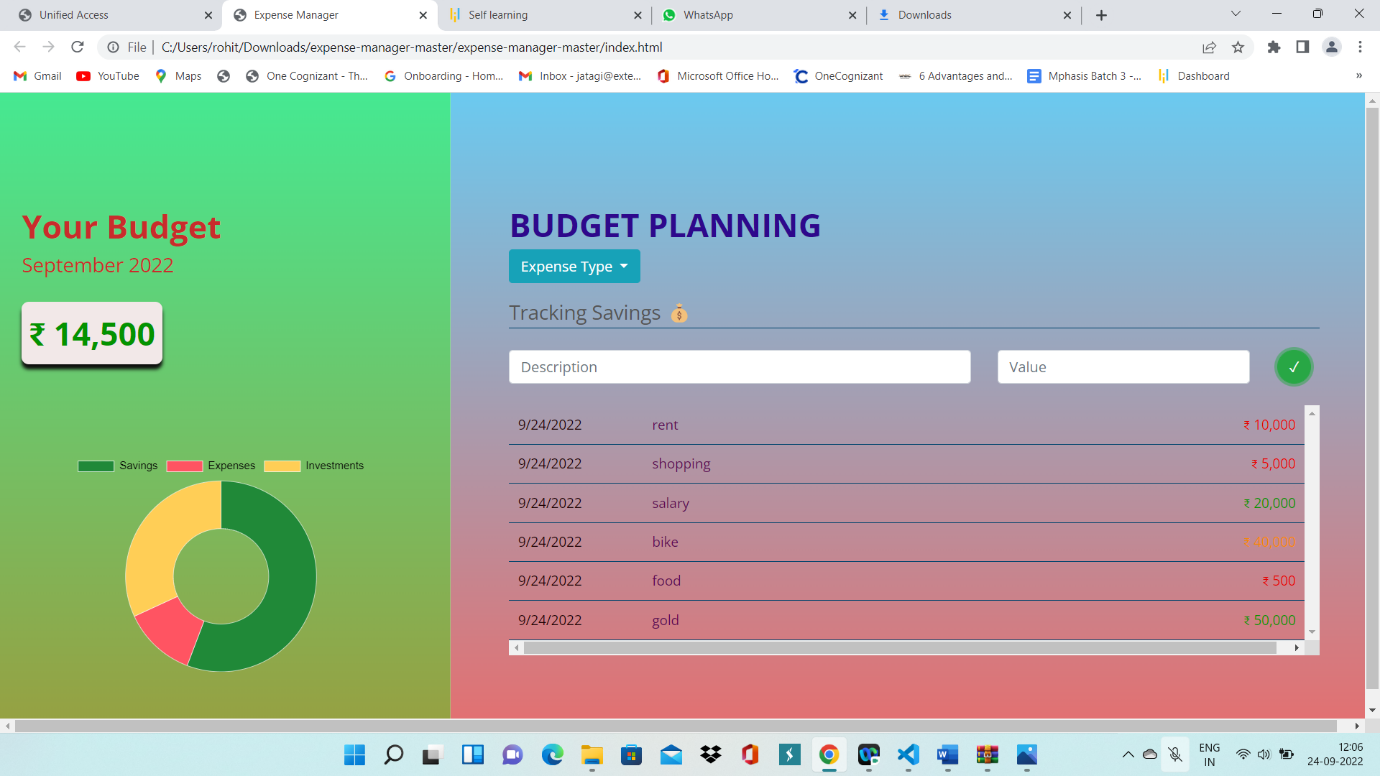 Unified Access
Expense Manager
Self learning
WhatsApp
Downloads
File | C:/Users/rohit/Downloads/expense-manager-master/expense-manager-master/index.html
Gmail YouTube Maps One Cognizant - Th... Onboarding - Hom... Inbox - jatagi@exte... Microsoft Office Ho... OneCognizant 6 Advantages and... Mphasis Batch 3 -... Dashboard »
Your Budget
September 2022
₹ 14,500
Savings Expenses Investments
BUDGET PLANNING
Expense Type
Tracking Savings
Description Value
9/24/2022 rent ₹ 10,000
9/24/2022 shopping ₹ 5,000
9/24/2022 salary ₹ 20,000
9/24/2022 bike ₹ 40,000
9/24/2022 food ₹ 500
9/24/2022 gold ₹ 50,000
ENG
IN
12:06
24-09-2022